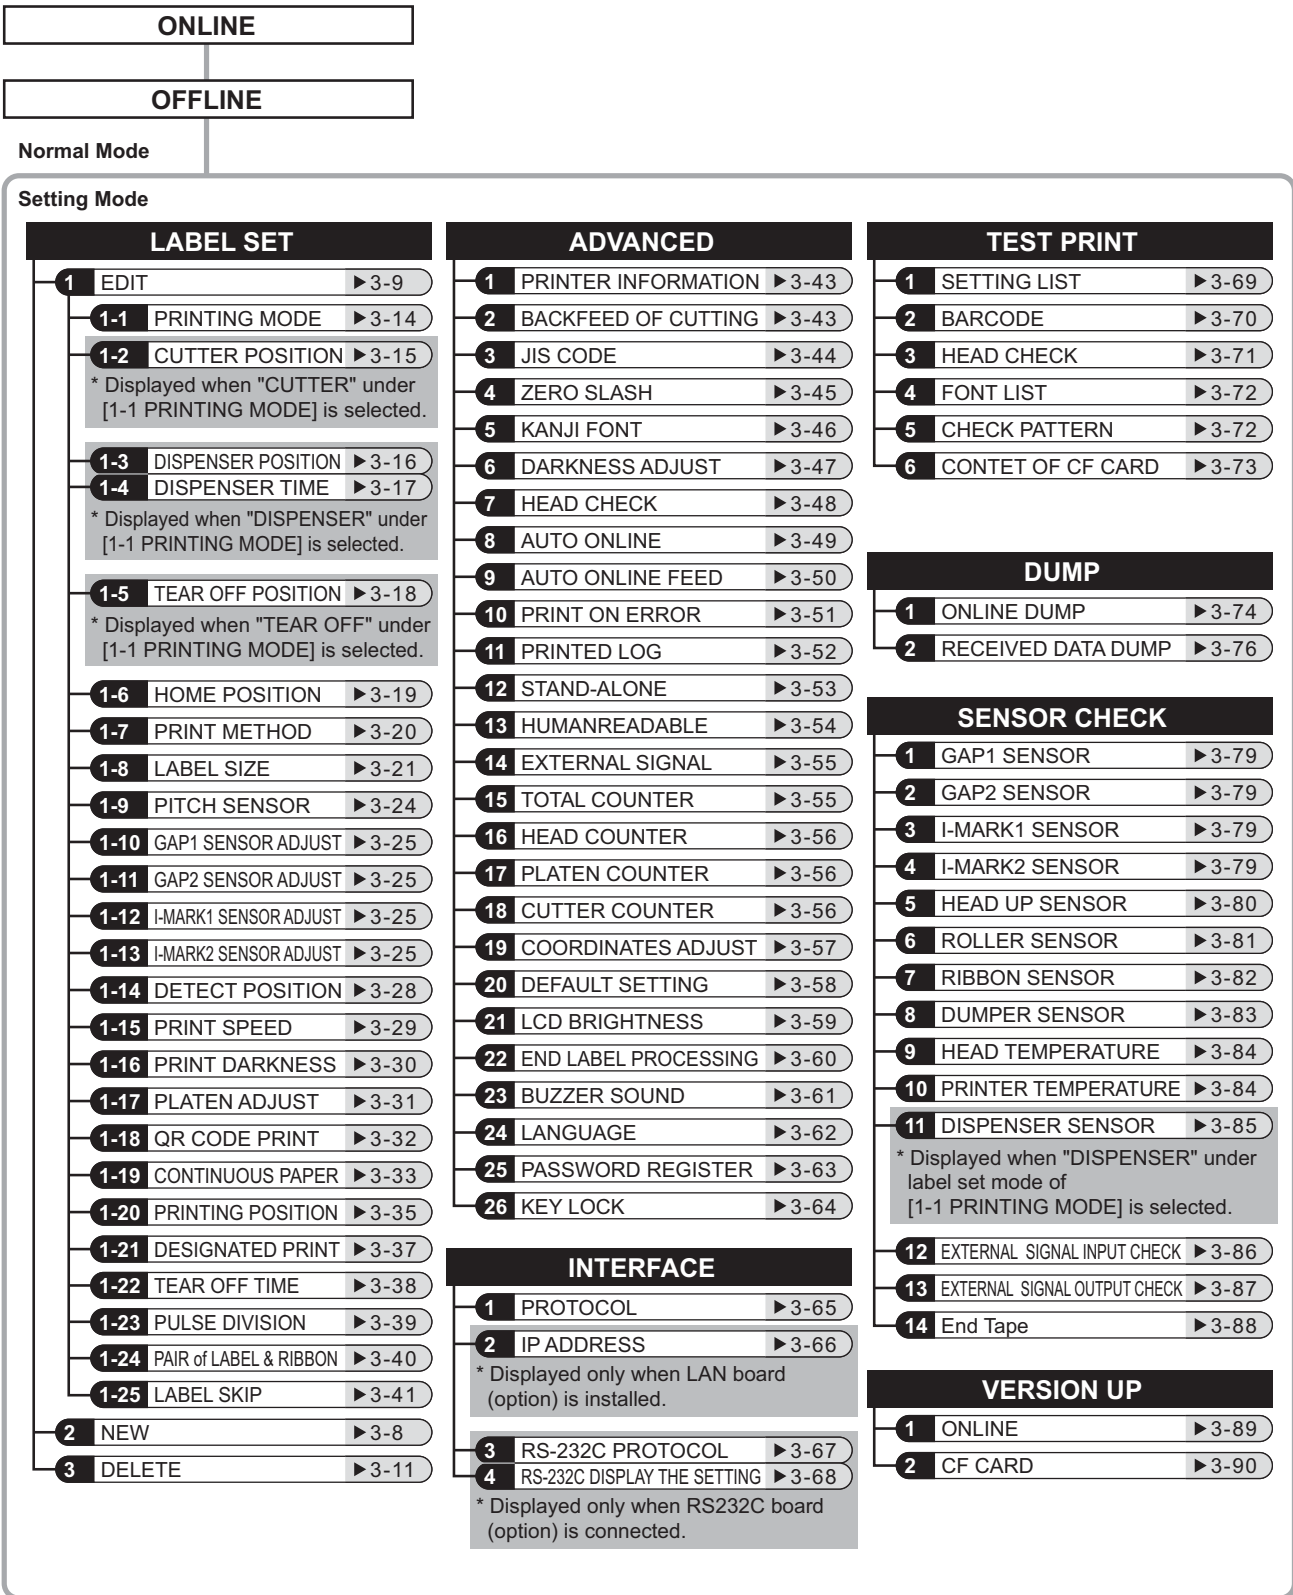 ONLINE
OFFLINE
Normal Mode
Setting Mode
LABEL SET
1 EDIT ▶3-9
1-1 PRINTING MODE ▶3-14
1-2 CUTTER POSITION ▶3-15
* Displayed when "CUTTER" under
[1-1 PRINTING MODE] is selected.
1-3 DISPENSER POSITION ▶3-16
1-4 DISPENSER TIME ▶3-17
* Displayed when "DISPENSER" under
[1-1 PRINTING MODE] is selected.
1-5 TEAR OFF POSITION ▶3-18
* Displayed when "TEAR OFF" under
[1-1 PRINTING MODE] is selected.
1-6 HOME POSITION ▶3-19
1-7 PRINT METHOD ▶3-20
1-8 LABEL SIZE ▶3-21
1-9 PITCH SENSOR ▶3-24
1-10 GAP1 SENSOR ADJUST ▶3-25
1-11 GAP2 SENSOR ADJUST ▶3-25
1-12 I-MARK1 SENSOR ADJUST ▶3-25
1-13 I-MARK2 SENSOR ADJUST ▶3-25
1-14 DETECT POSITION ▶3-28
1-15 PRINT SPEED ▶3-29
1-16 PRINT DARKNESS ▶3-30
1-17 PLATEN ADJUST ▶3-31
1-18 QR CODE PRINT ▶3-32
1-19 CONTINUOUS PAPER ▶3-33
1-20 PRINTING POSITION ▶3-35
1-21 DESIGNATED PRINT ▶3-37
1-22 TEAR OFF TIME ▶3-38
1-23 PULSE DIVISION ▶3-39
1-24 PAIR of LABEL & RIBBON ▶3-40
1-25 LABEL SKIP ▶3-41
2 NEW ▶3-8
3 DELETE ▶3-11
ADVANCED
1 PRINTER INFORMATION ▶3-43
2 BACKFEED OF CUTTING ▶3-43
3 JIS CODE ▶3-44
4 ZERO SLASH ▶3-45
5 KANJI FONT ▶3-46
6 DARKNESS ADJUST ▶3-47
7 HEAD CHECK ▶3-48
8 AUTO ONLINE ▶3-49
9 AUTO ONLINE FEED ▶3-50
10 PRINT ON ERROR ▶3-51
11 PRINTED LOG ▶3-52
12 STAND-ALONE ▶3-53
13 HUMANREADABLE ▶3-54
14 EXTERNAL SIGNAL ▶3-55
15 TOTAL COUNTER ▶3-55
16 HEAD COUNTER ▶3-56
17 PLATEN COUNTER ▶3-56
18 CUTTER COUNTER ▶3-56
19 COORDINATES ADJUST ▶3-57
20 DEFAULT SETTING ▶3-58
21 LCD BRIGHTNESS ▶3-59
22 END LABEL PROCESSING ▶3-60
23 BUZZER SOUND ▶3-61
24 LANGUAGE ▶3-62
25 PASSWORD REGISTER ▶3-63
26 KEY LOCK ▶3-64
INTERFACE
1 PROTOCOL ▶3-65
2 IP ADDRESS ▶3-66
* Displayed only when LAN board
(option) is installed.
3 RS-232C PROTOCOL ▶3-67
4 RS-232C DISPLAY THE SETTING ▶3-68
* Displayed only when RS232C board
(option) is connected.
TEST PRINT
1 SETTING LIST ▶3-69
2 BARCODE ▶3-70
3 HEAD CHECK ▶3-71
4 FONT LIST ▶3-72
5 CHECK PATTERN ▶3-72
6 CONTET OF CF CARD ▶3-73
DUMP
1 ONLINE DUMP ▶3-74
2 RECEIVED DATA DUMP ▶3-76
SENSOR CHECK
1 GAP1 SENSOR ▶3-79
2 GAP2 SENSOR ▶3-79
3 I-MARK1 SENSOR ▶3-79
4 I-MARK2 SENSOR ▶3-79
5 HEAD UP SENSOR ▶3-80
6 ROLLER SENSOR ▶3-81
7 RIBBON SENSOR ▶3-82
8 DUMPER SENSOR ▶3-83
9 HEAD TEMPERATURE ▶3-84
10 PRINTER TEMPERATURE ▶3-84
11 DISPENSER SENSOR ▶3-85
* Displayed when "DISPENSER" under
label set mode of
[1-1 PRINTING MODE] is selected.
12 EXTERNAL SIGNAL INPUT CHECK ▶3-86
13 EXTERNAL SIGNAL OUTPUT CHECK ▶3-87
14 End Tape ▶3-88
VERSION UP
1 ONLINE ▶3-89
2 CF CARD ▶3-90